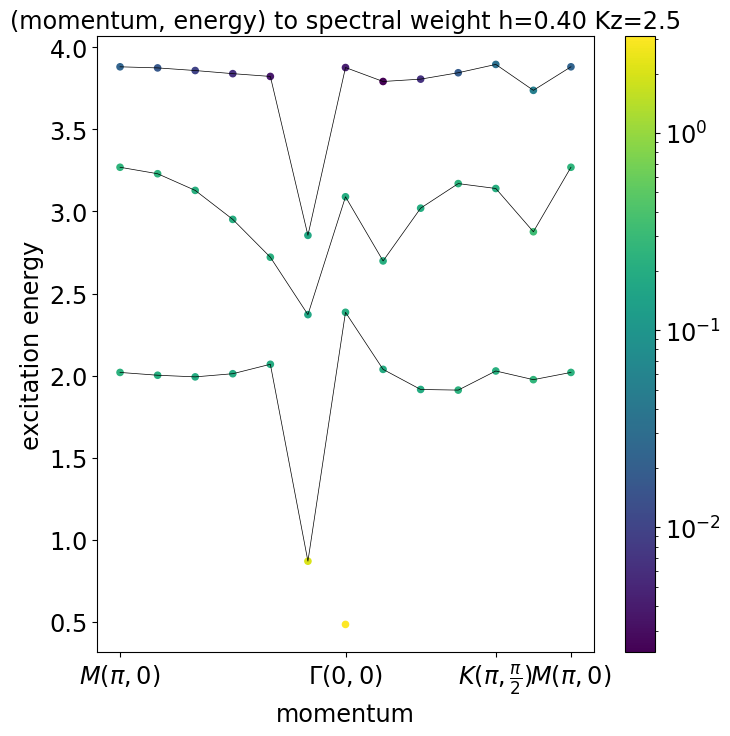 (momentum, energy) to spectral weight h=0.40 Kz=2.5
4.0
3.5
3.0
2.5
2.0
1.5
1.0
0.5
excitation energy
M(π, 0)
Γ(0, 0)
K(π, π/2)
M(π, 0)
momentum
10⁰
10⁻¹
10⁻²